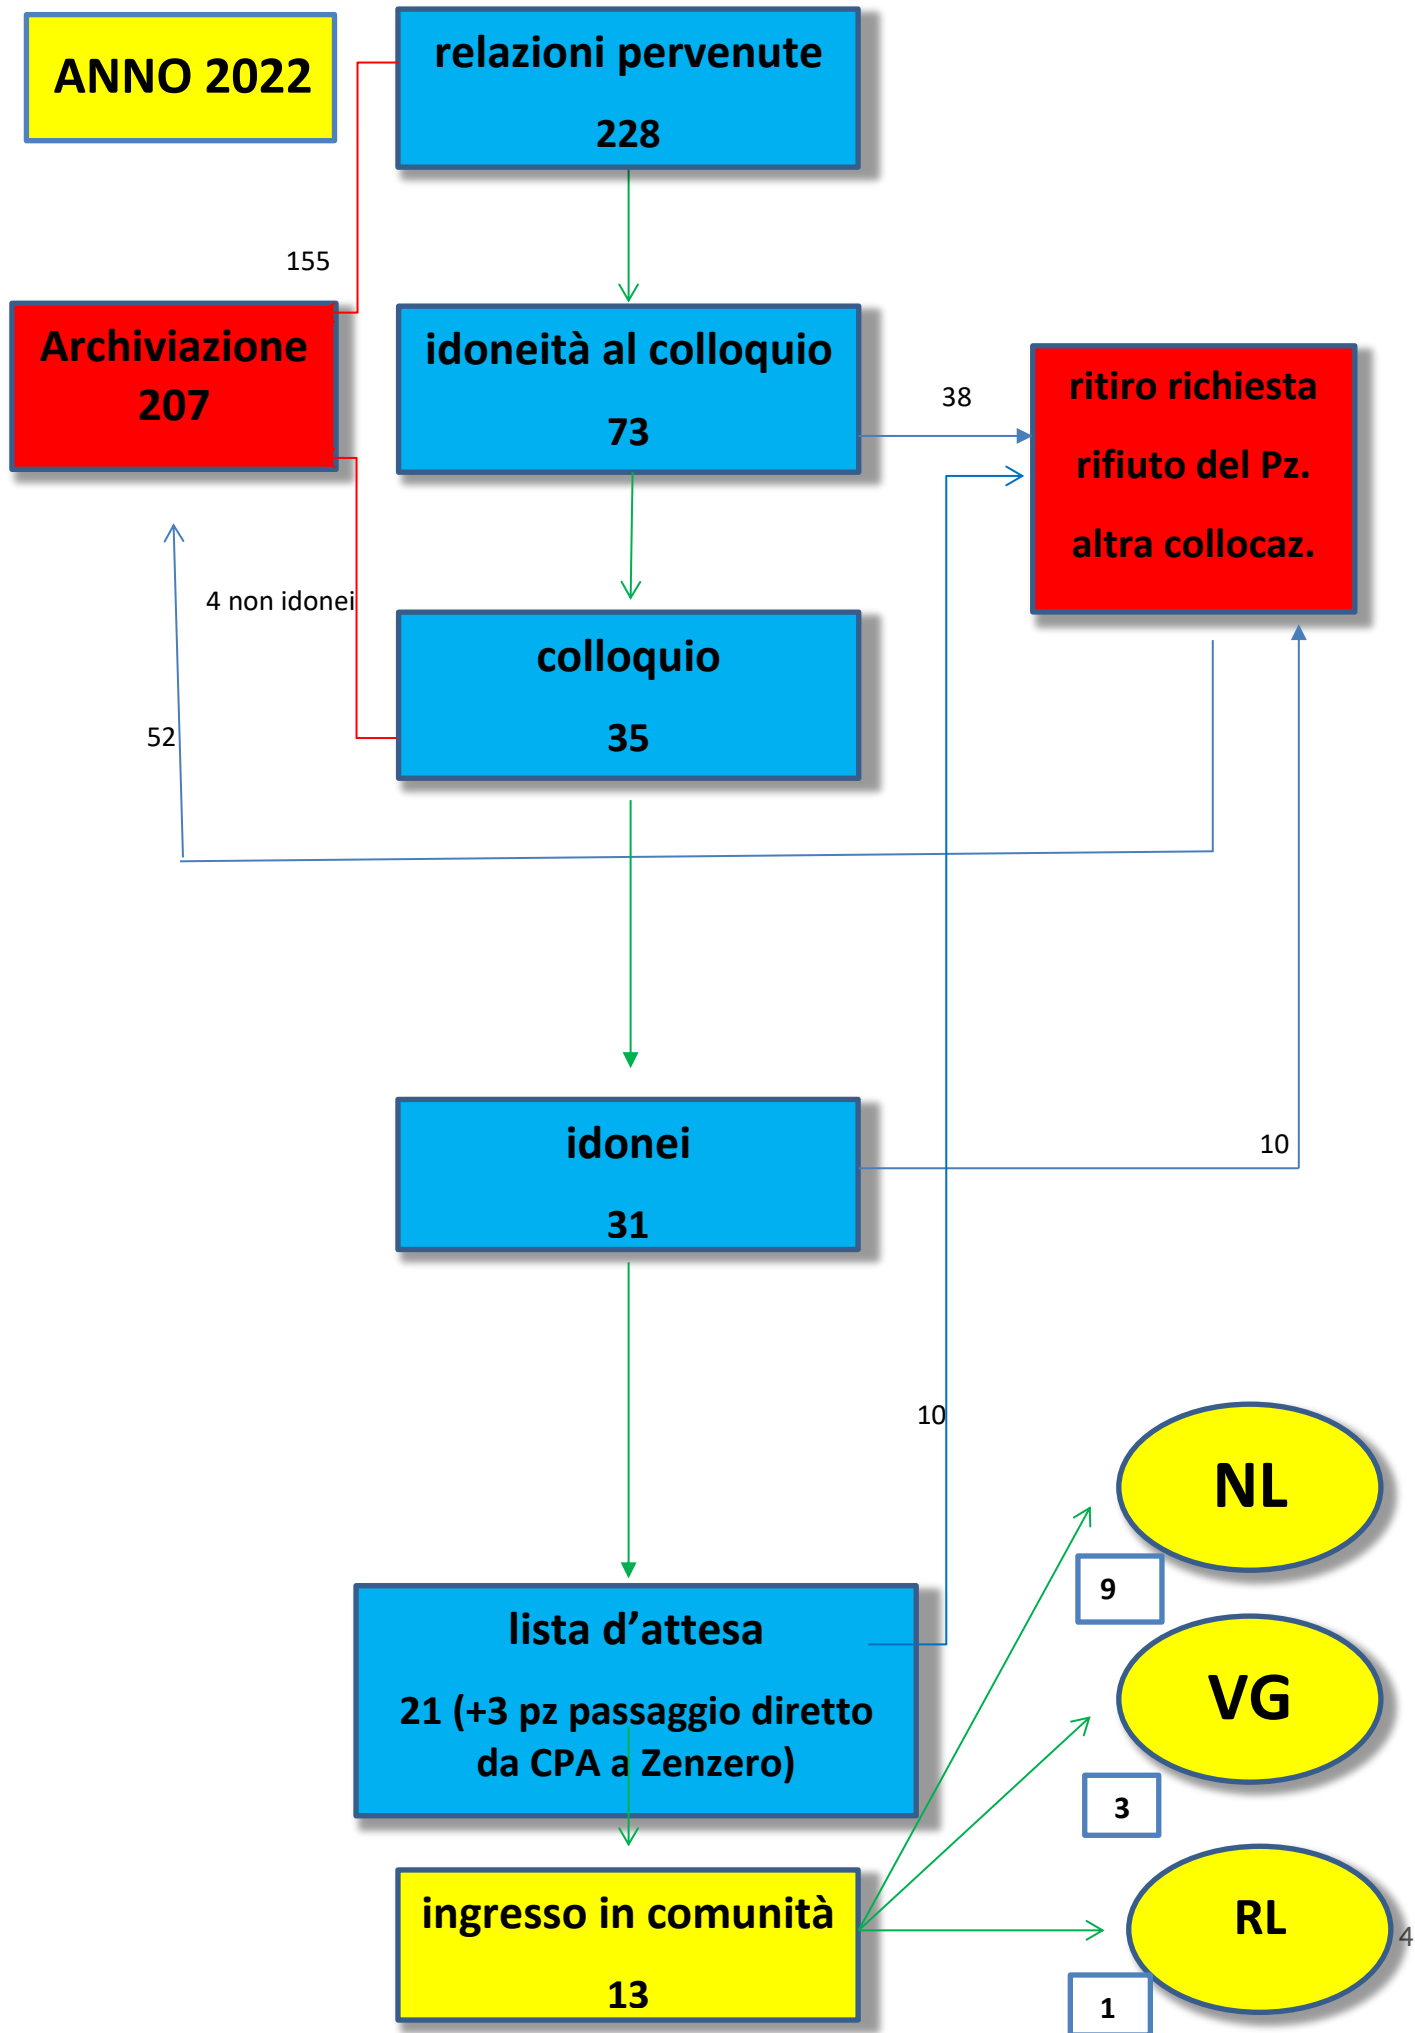 ANNO 2022
relazioni pervenute
228
155
Archiviazione
207
idoneità al colloquio
73
38
ritiro richiesta
rifiuto del Pz.
altra collocaz.
4 non idonei
colloquio
35
52
idonei
31
10
10
lista d’attesa
21 (+3 pz passaggio diretto
da CPA a Zenzero)
NL
9
VG
3
ingresso in comunità
13
RL
1
4